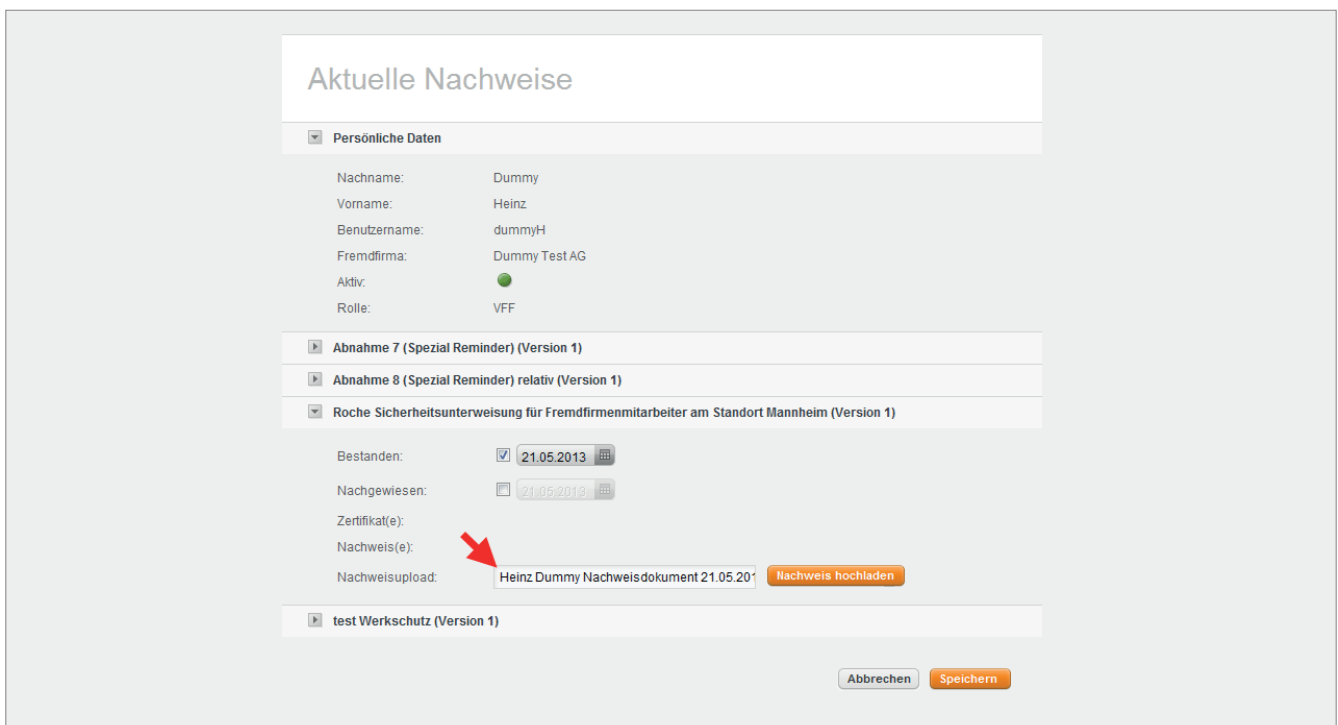 Aktuelle Nachweise
Persönliche Daten
Nachname: Dummy
Vorname: Heinz
Benutzername: dummyH
Fremdfirma: Dummy Test AG
Aktiv:
Rolle: VFF
Abnahme 7 (Spezial Reminder) (Version 1)
Abnahme 8 (Spezial Reminder) relativ (Version 1)
Roche Sicherheitsunterweisung für Fremdfirmenmitarbeiter am Standort Mannheim (Version 1)
Bestanden: 21.05.2013
Nachgewiesen: 21.05.2013
Zertifikat(e):
Nachweis(e):
Nachweisupload: Heinz Dummy Nachweisdokument 21.05.201 Nachweis hochladen
test Werkschutz (Version 1)
Abbrechen Speichern